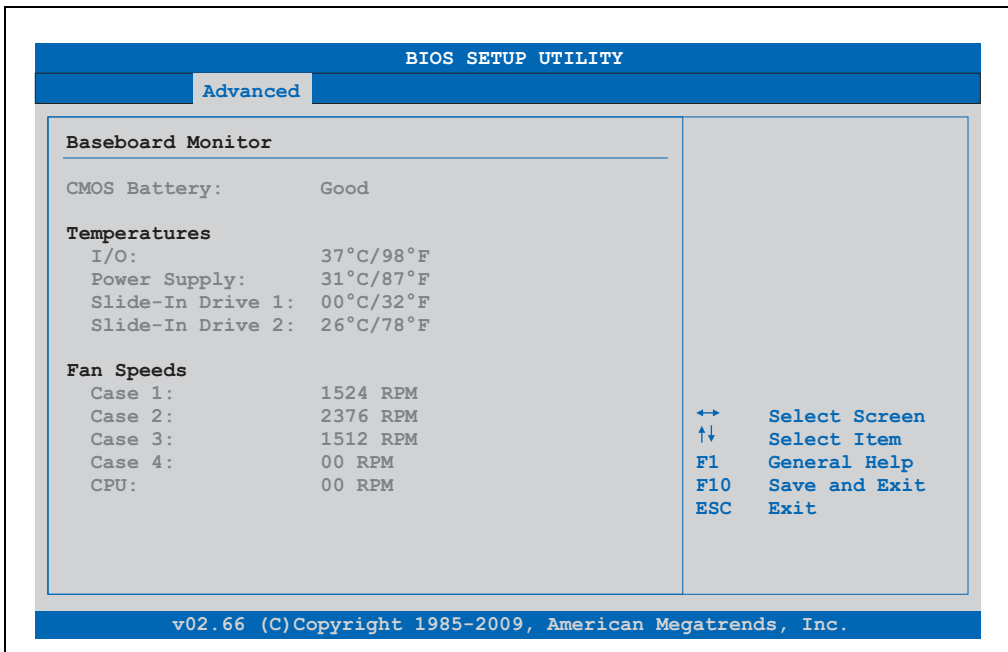 BIOS SETUP UTILITY
Advanced
Baseboard Monitor
CMOS Battery: Good
Temperatures
I/O: 37°C/98°F
Power Supply: 31°C/87°F
Slide-In Drive 1: 00°C/32°F
Slide-In Drive 2: 26°C/78°F
Fan Speeds
Case 1: 1524 RPM
Case 2: 2376 RPM
Case 3: 1512 RPM
Case 4: 00 RPM
CPU: 00 RPM
↔ Select Screen
↑↓ Select Item
F1 General Help
F10 Save and Exit
ESC Exit
v02.66 (C)Copyright 1985-2009, American Megatrends, Inc.